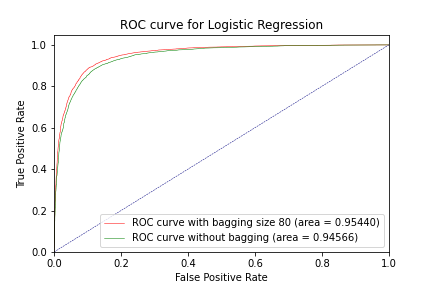 ROC curve for Logistic Regression
1.0
0.8
0.6
0.4
0.2
0.0
True Positive Rate
ROC curve with bagging size 80 (area = 0.95440)
ROC curve without bagging (area = 0.94566)
0.0 0.2 0.4 0.6 0.8 1.0
False Positive Rate